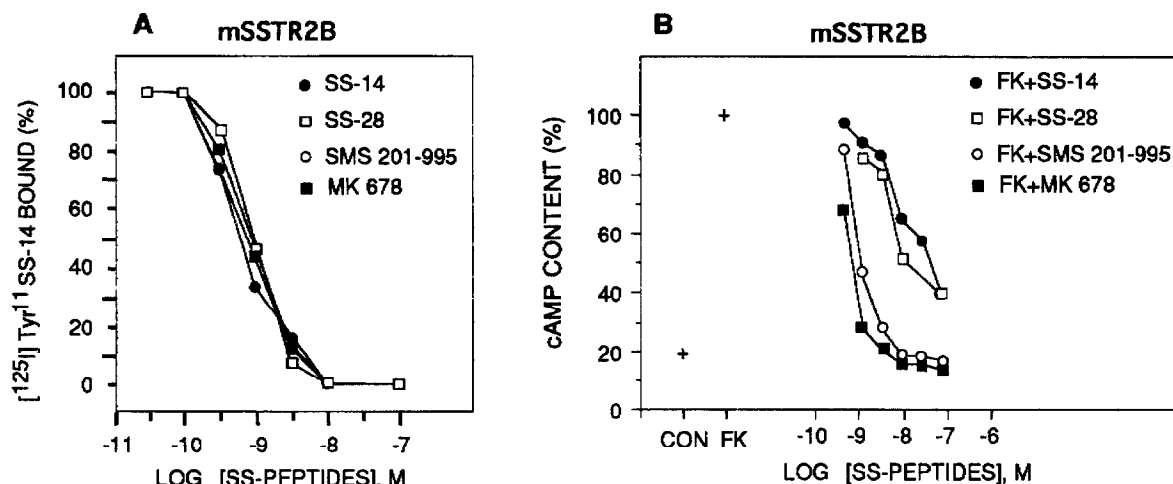 A
mSSTR2B
[125I] Tyr11 SS-14 BOUND (%)
100
80
60
40
20
0
SS-14
SS-28
SMS 201-995
MK 678
-11
-10
-9
-8
-7
LOG [SS-PEPTIDES], M
B
mSSTR2B
cAMP CONTENT (%)
100
80
60
40
20
0
FK+SS-14
FK+SS-28
FK+SMS 201-995
FK+MK 678
CON FK
-10
-9
-8
-7
-6
LOG [SS-PEPTIDES], M